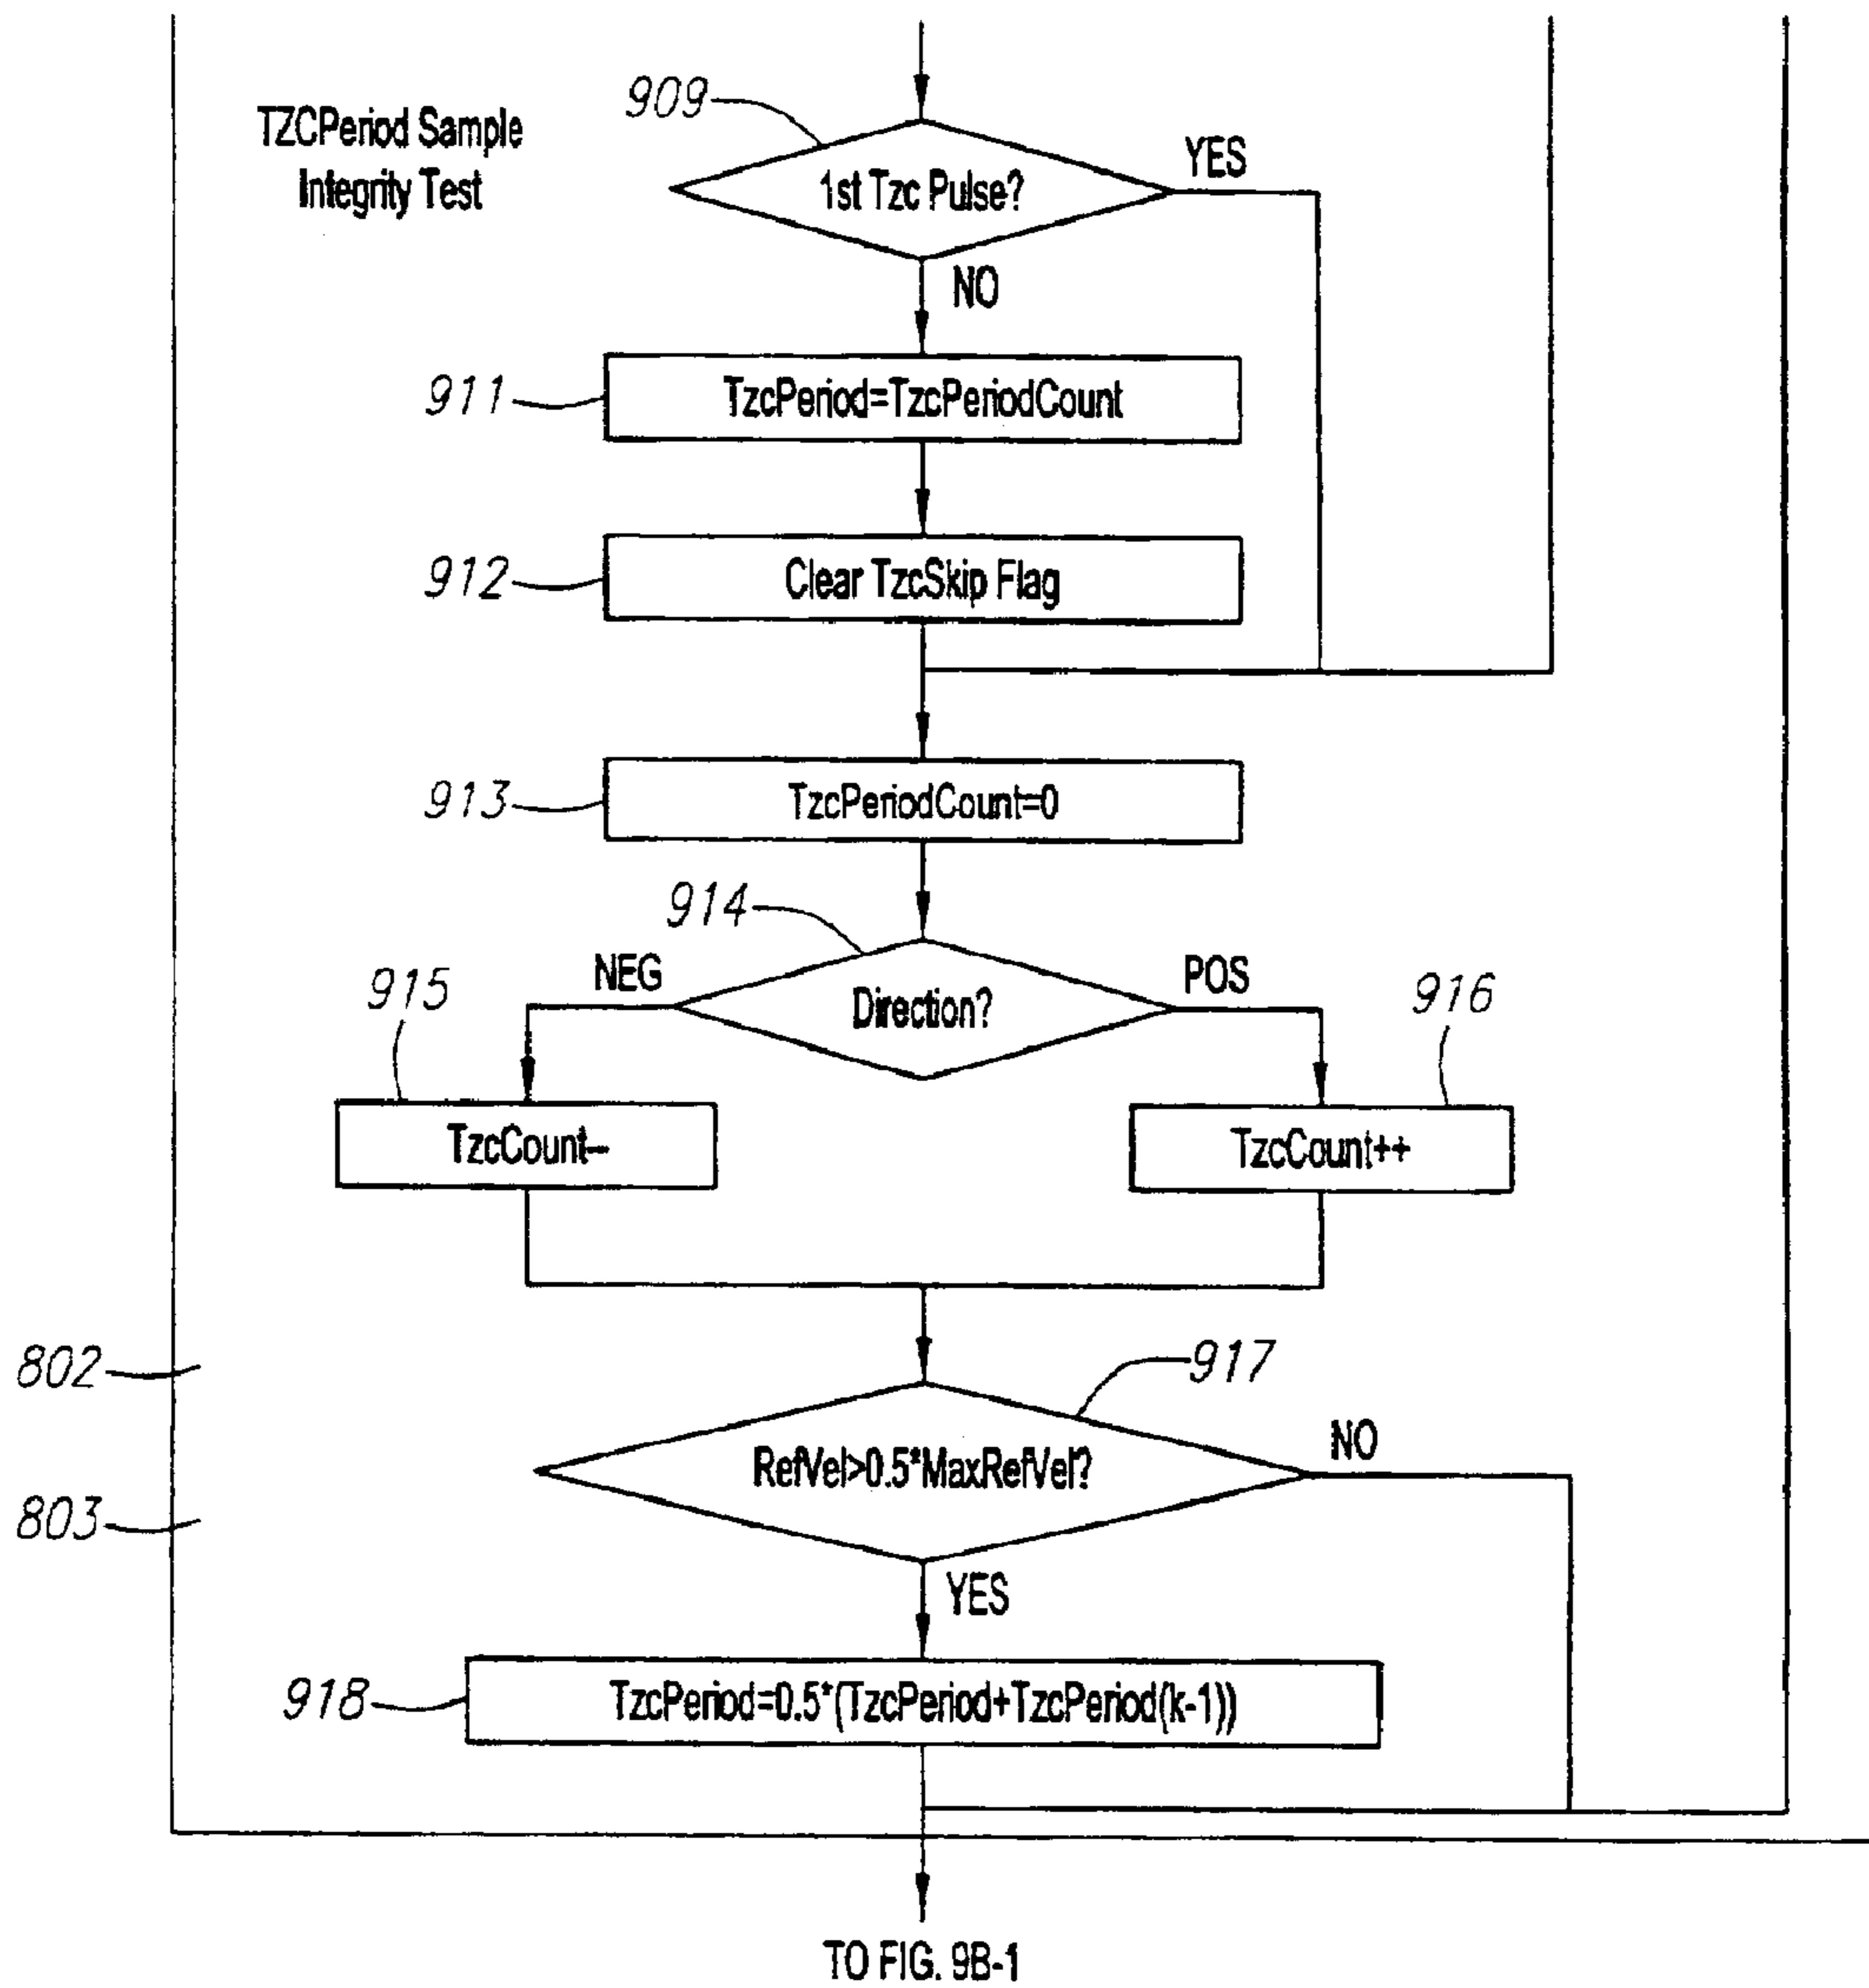 909
TZCPeriod Sample
Integrity Test
YES
1st Tzc Pulse?
NO
911
TzcPeriod=TzcPeriodCount
912
Clear TzcSkip Flag
913
TzcPeriodCount=0
914
NEG
POS
915
Direction?
916
TzcCount--
TzcCount++
802
917
NO
RefVel>0.5*MaxRefVel?
803
YES
918
TzcPeriod=0.5*(TzcPeriod+TzcPeriod(k-1))
TO FIG. 9B-1